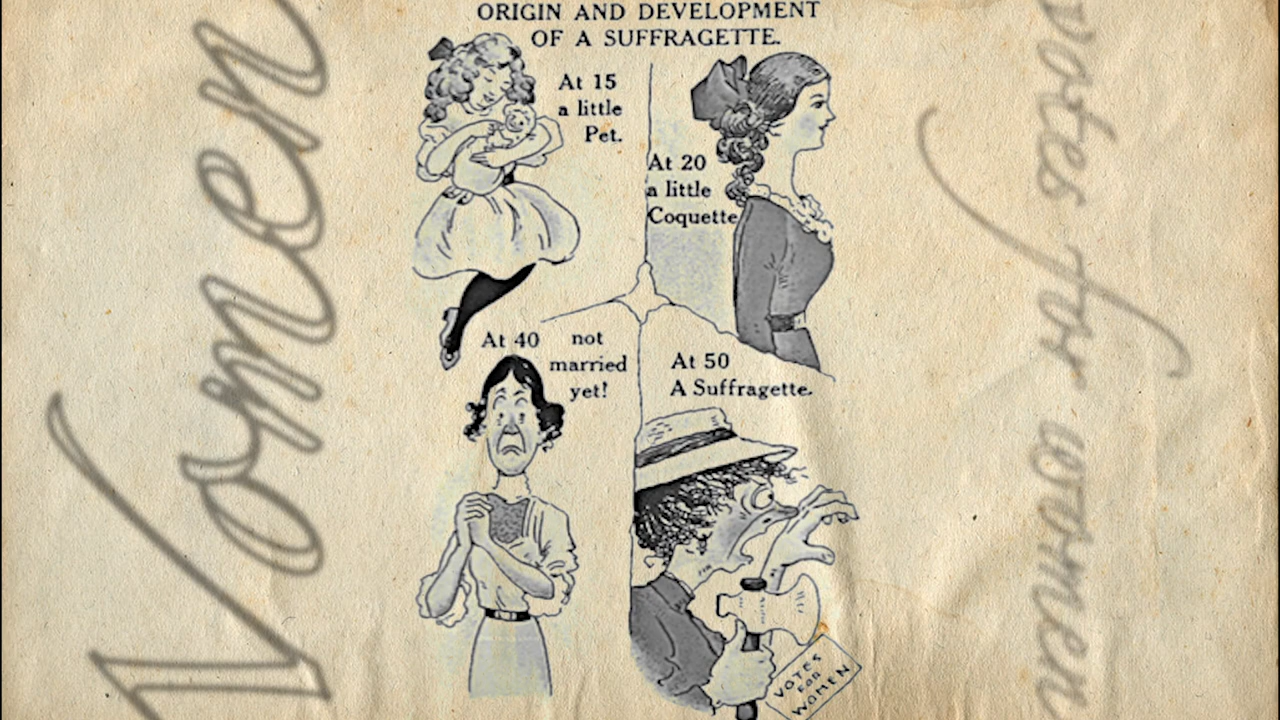 ORIGIN AND DEVELOPMENT
OF A SUFFRAGETTE.
At 15
a little
Pet.
At 20
a little
Coquette
At 40 not
married
yet!
At 50
A Suffragette.
VOTES
FOR
WOMEN
Women
votes for women